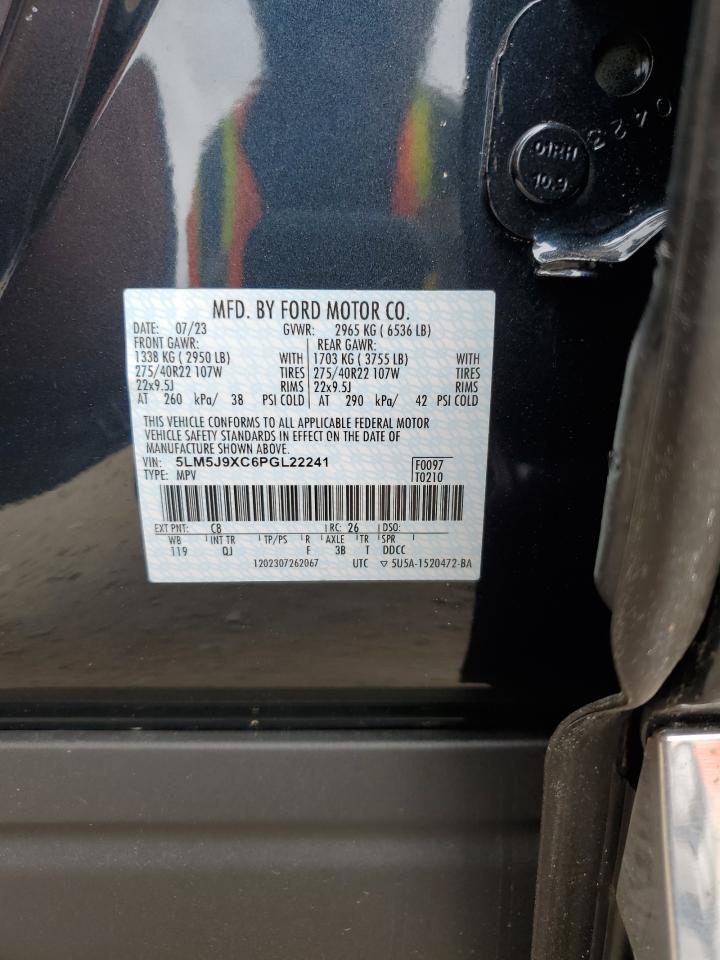 0423
01RH
10.9
MFD. BY FORD MOTOR CO.
DATE: 07/23 GVWR: 2965 KG ( 6536 LB)
FRONT GAWR: REAR GAWR:
1338 KG ( 2950 LB) WITH 1703 KG ( 3755 LB) WITH
275/40R22 107W TIRES 275/40R22 107W TIRES
22x9.5J RIMS 22x9.5J RIMS
AT 260 kPa/ 38 PSI COLD AT 290 kPa/ 42 PSI COLD
THIS VEHICLE CONFORMS TO ALL APPLICABLE FEDERAL MOTOR
VEHICLE SAFETY STANDARDS IN EFFECT ON THE DATE OF
MANUFACTURE SHOWN ABOVE.
VIN: 5LM5J9XC6PGL22241 F0097
TYPE: MPV T0210
EXT PNT: C8 RC: 26 DSO:
WB INT TR TP/PS R AXLE TR SPR
119 QJ F 3B T DDCC
1202307262067 UTC ▽ 5U5A-1520472-BA